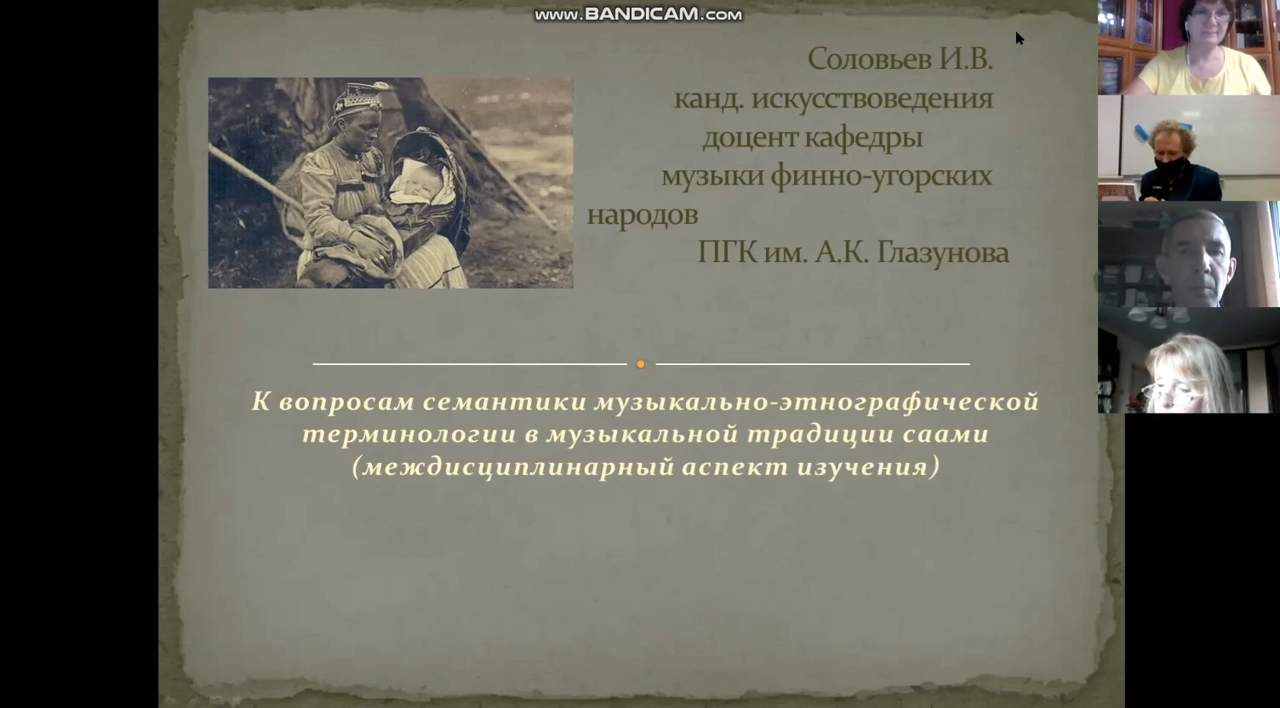 www.BANDICAM.com
Соловьев И.В.
канд. искусствоведения
доцент кафедры
музыки финно-угорских
народов
ПГК им. А.К. Глазунова
К вопросам семантики музыкально-этнографической
терминологии в музыкальной традиции саами
(междисциплинарный аспект изучения)